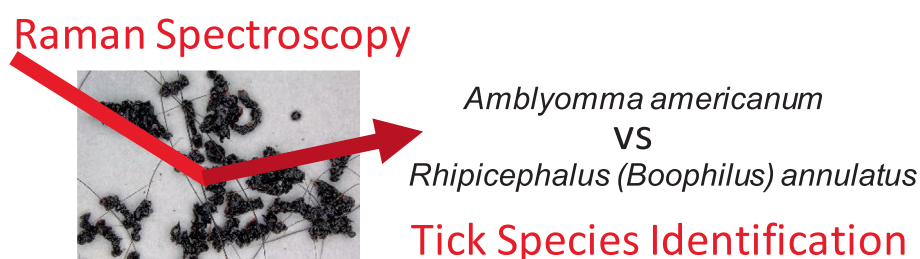 Raman Spectroscopy
Amblyomma americanum
vs
Rhipicephalus (Boophilus) annulatus
Tick Species Identification